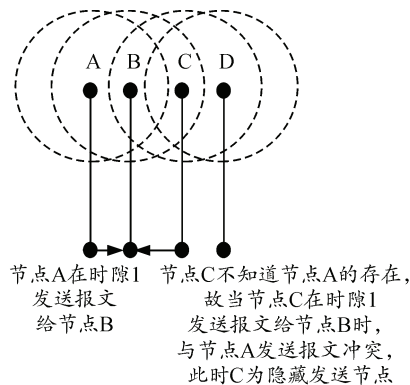 A B C D
节点A在时隙1
发送报文
给节点B
节点C不知道节点A的存在，
故当节点C在时隙1
发送报文给节点B时，
与节点A发送报文冲突，
此时C为隐藏发送节点